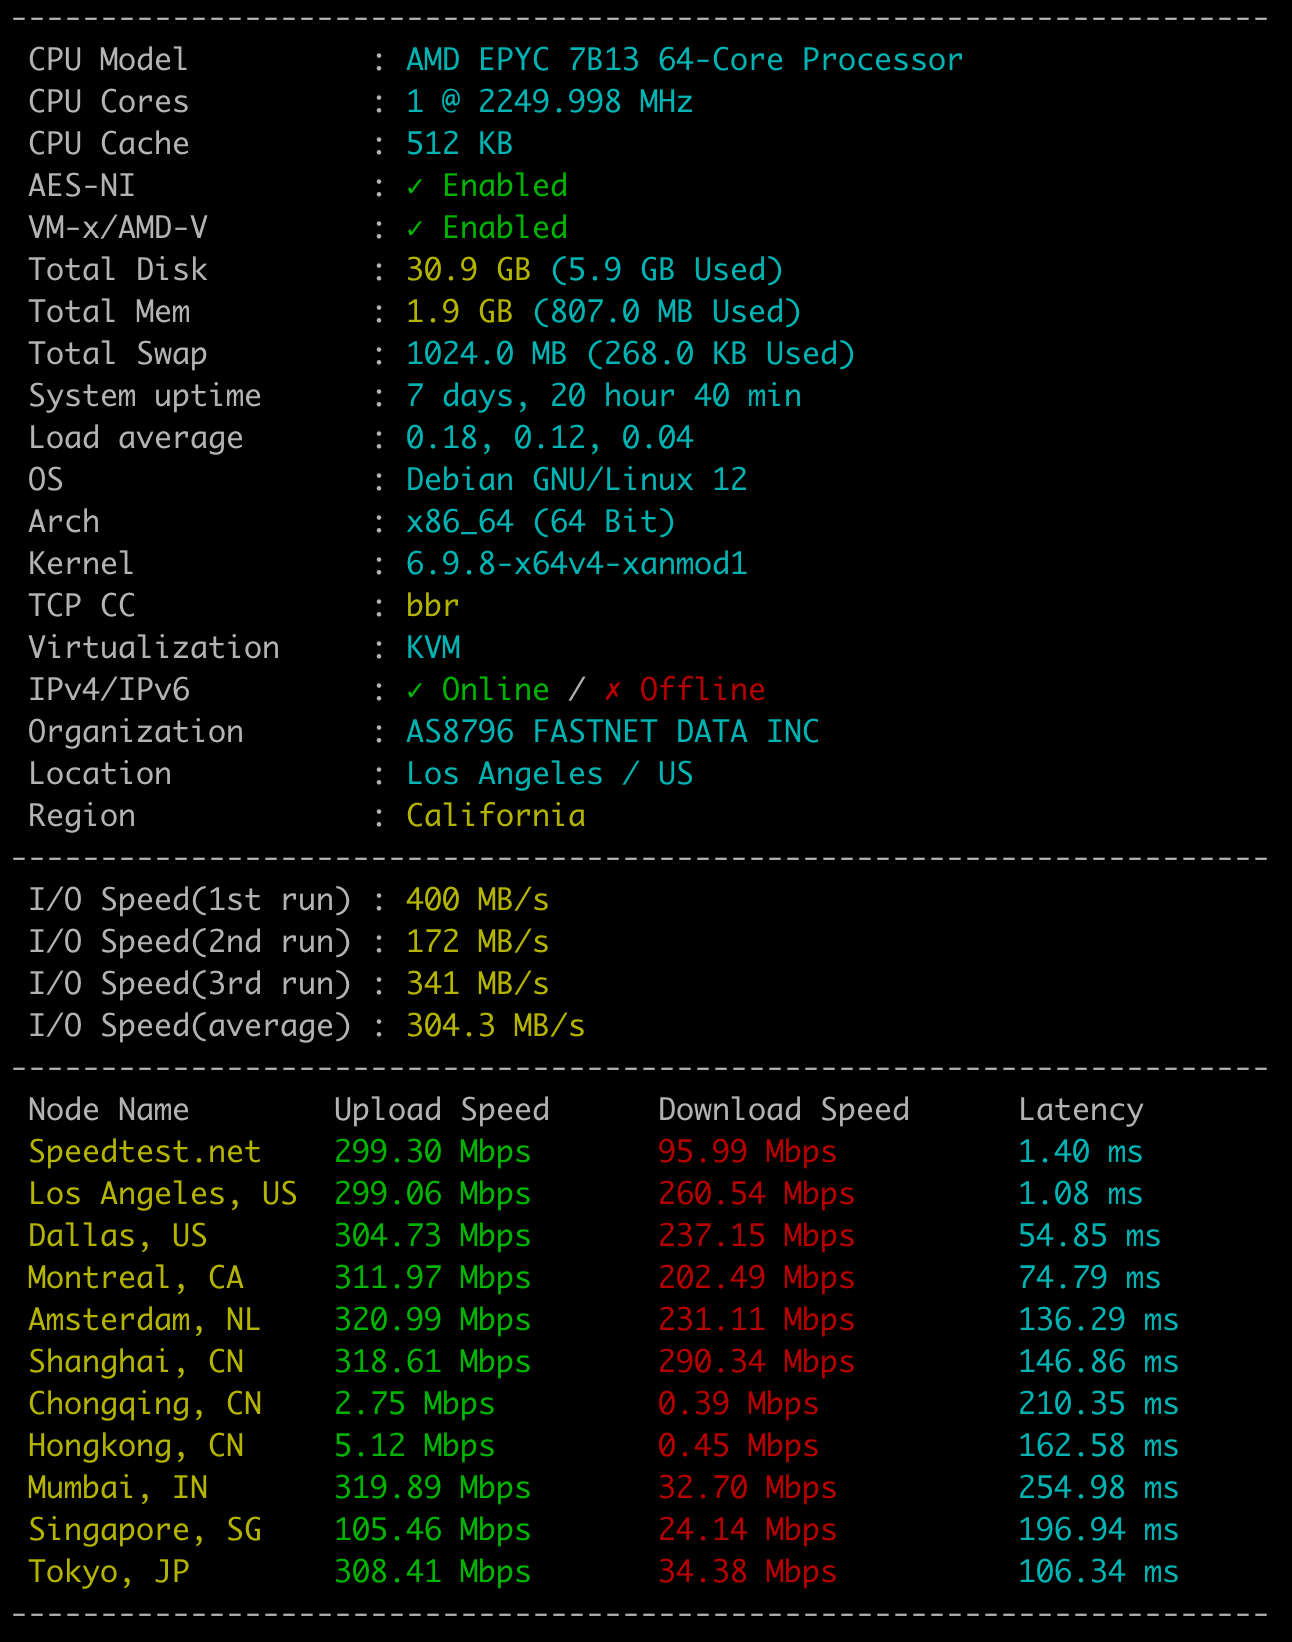 ----------------------------------------------------------------------
 CPU Model          : AMD EPYC 7B13 64-Core Processor
 CPU Cores          : 1 @ 2249.998 MHz
 CPU Cache          : 512 KB
 AES-NI             : ✓ Enabled
 VM-x/AMD-V         : ✓ Enabled
 Total Disk         : 30.9 GB (5.9 GB Used)
 Total Mem          : 1.9 GB (807.0 MB Used)
 Total Swap         : 1024.0 MB (268.0 KB Used)
 System uptime      : 7 days, 20 hour 40 min
 Load average       : 0.18, 0.12, 0.04
 OS                 : Debian GNU/Linux 12
 Arch               : x86_64 (64 Bit)
 Kernel             : 6.9.8-x64v4-xanmod1
 TCP CC             : bbr
 Virtualization     : KVM
 IPv4/IPv6          : ✓ Online / ✗ Offline
 Organization       : AS8796 FASTNET DATA INC
 Location           : Los Angeles / US
 Region             : California
----------------------------------------------------------------------
 I/O Speed(1st run) : 400 MB/s
 I/O Speed(2nd run) : 172 MB/s
 I/O Speed(3rd run) : 341 MB/s
 I/O Speed(average) : 304.3 MB/s
----------------------------------------------------------------------
 Node Name        Upload Speed      Download Speed      Latency
 Speedtest.net    299.30 Mbps       95.99 Mbps          1.40 ms
 Los Angeles, US  299.06 Mbps       260.54 Mbps         1.08 ms
 Dallas, US       304.73 Mbps       237.15 Mbps         54.85 ms
 Montreal, CA     311.97 Mbps       202.49 Mbps         74.79 ms
 Amsterdam, NL    320.99 Mbps       231.11 Mbps         136.29 ms
 Shanghai, CN     318.61 Mbps       290.34 Mbps         146.86 ms
 Chongqing, CN    2.75 Mbps         0.39 Mbps           210.35 ms
 Hongkong, CN     5.12 Mbps         0.45 Mbps           162.58 ms
 Mumbai, IN       319.89 Mbps       32.70 Mbps          254.98 ms
 Singapore, SG    105.46 Mbps       24.14 Mbps          196.94 ms
 Tokyo, JP        308.41 Mbps       34.38 Mbps          106.34 ms
----------------------------------------------------------------------